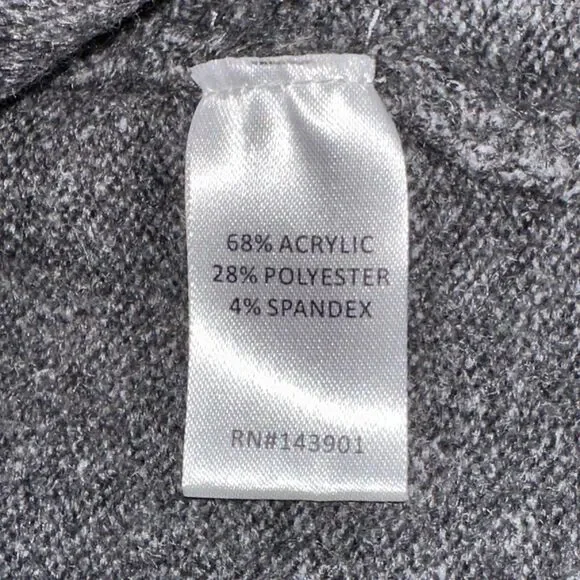 68% ACRYLIC
28% POLYESTER
4% SPANDEX
RN#143901